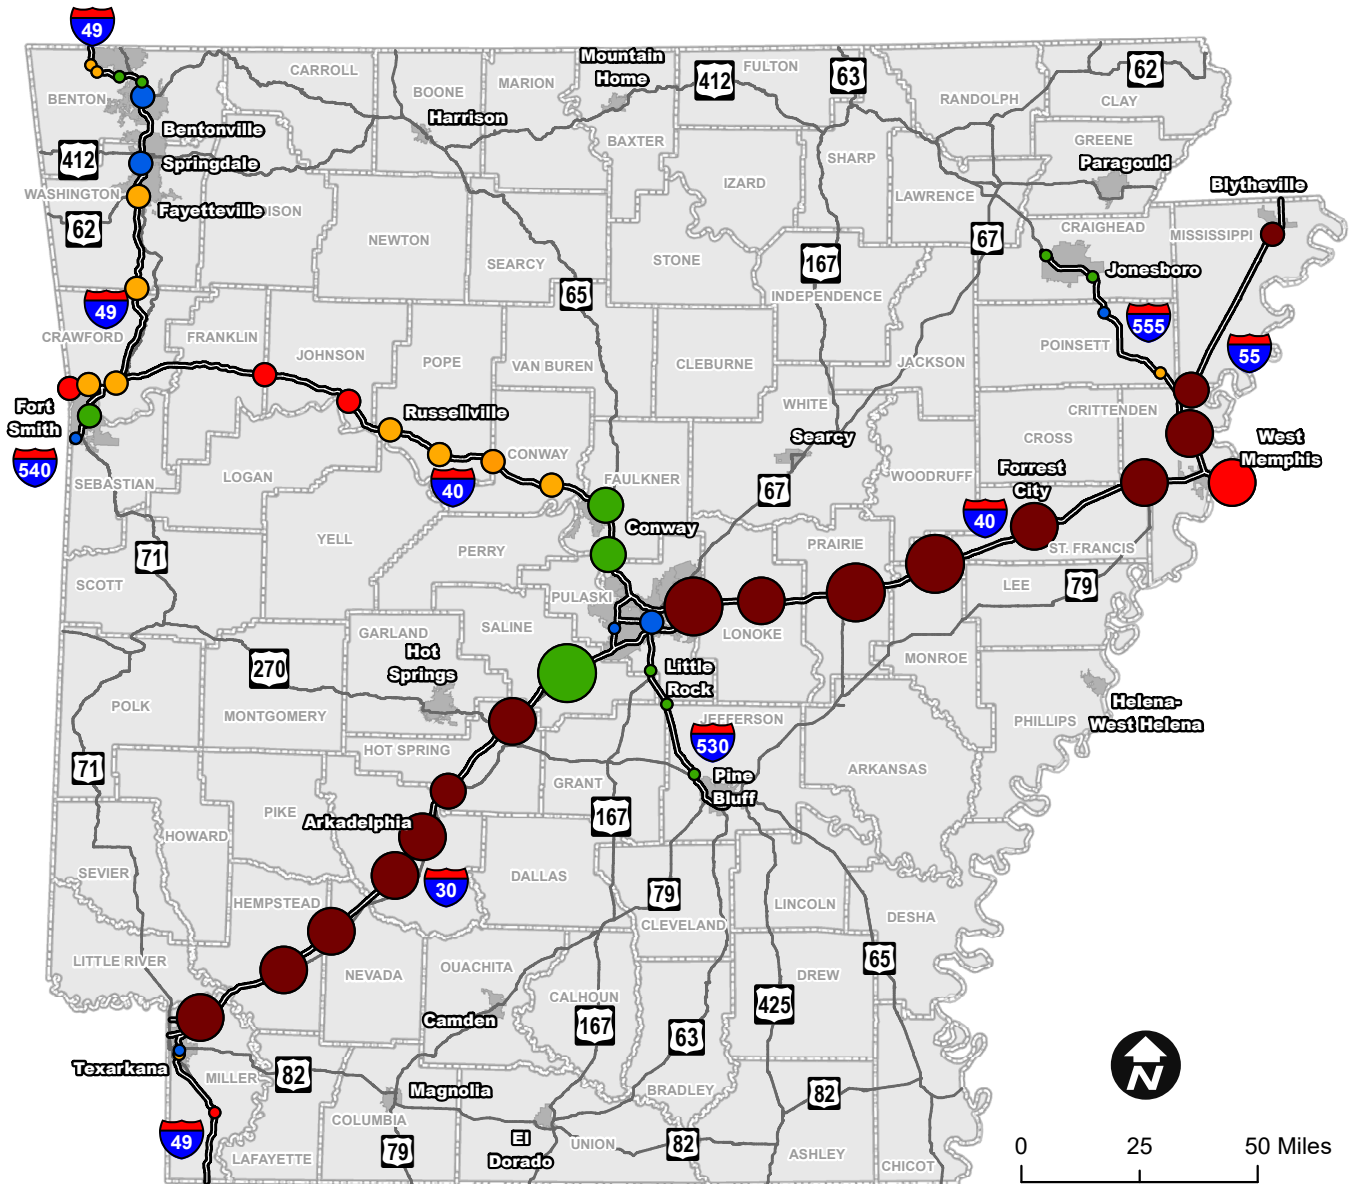 49
CARROLL
BOONE
MARION
Mountain
Home
412
FULTON
63
62
BENTON
RANDOLPH
CLAY
Harrison
Bentonville
BAXTER
GREENE
412
Springdale
SHARP
Paragould
WASHINGTON
IZARD
LAWRENCE
Blytheville
Fayetteville
ISON
62
NEWTON
67
CRAIGHEAD
MISSISSIPPI
SEARCY
STONE
167
Jonesboro
65
INDEPENDENCE
49
555
CRAWFORD
FRANKLIN
JOHNSON
POPE
VAN BUREN
CLEBURNE
JACKSON
POINSETT
55
Fort
Smith
Russellville
WHITE
CRITTENDEN
540
CONWAY
Searcy
CROSS
West
Memphis
LOGAN
SEBASTIAN
40
FAULKNER
67
WOODRUFF
Forrest
City
40
Conway
71
YELL
PERRY
PRAIRIE
ST. FRANCIS
SCOTT
PULASKI
LEE
79
GARLAND
SALINE
LONOKE
Hot
Springs
270
MONROE
Little
Rock
POLK
MONTGOMERY
JEFFERSON
PHILLIPS
Helena-
West Helena
HOT SPRING
530
71
GRANT
Pine
Bluff
ARKANSAS
PIKE
Arkadelphia
167
HOWARD
SEVIER
30
DALLAS
79
HEMPSTEAD
LINCOLN
CLEVELAND
DESHA
LITTLE RIVER
NEVADA
OUACHITA
DREW
65
CALHOUN
425
Camden
167
63
Texarkana
MILLER
82
Magnolia
BRADLEY
82
COLUMBIA
49
79
El
Dorado
UNION
82
ASHLEY
LAFAYETTE
CHICOT
N
0 25 50 Miles